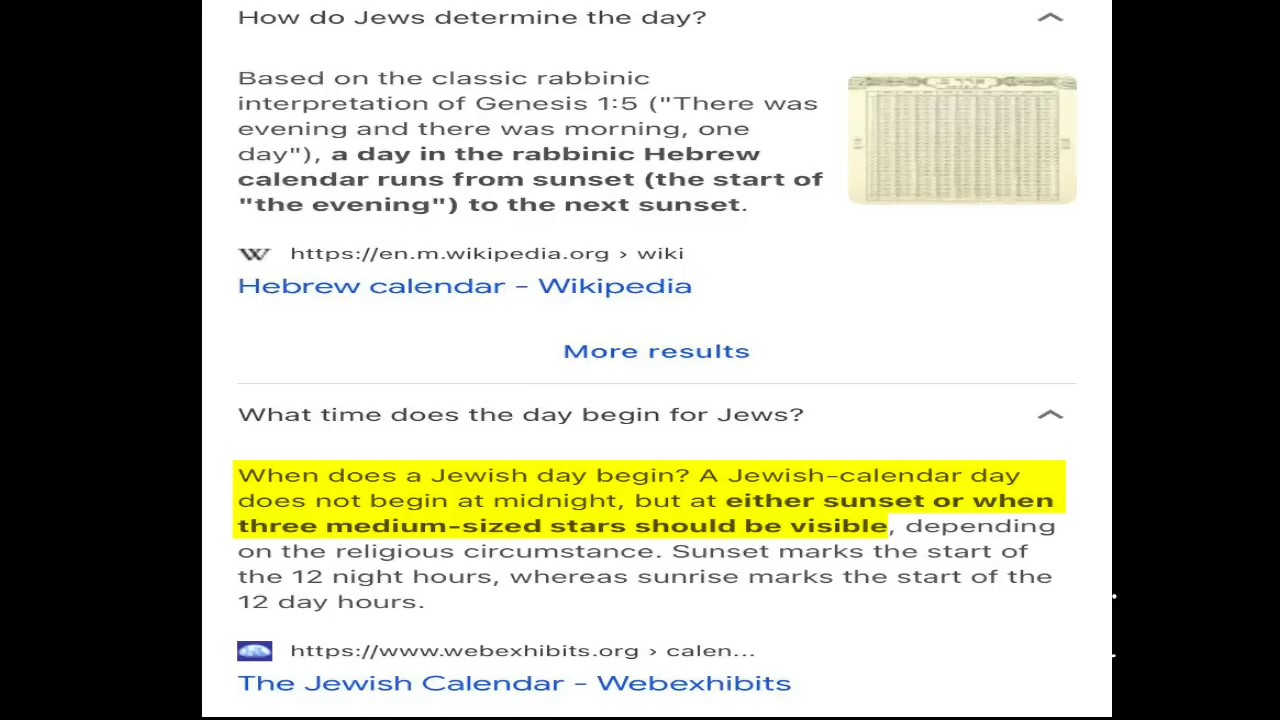 How do Jews determine the day?
Based on the classic rabbinic
interpretation of Genesis 1:5 ("There was
evening and there was morning, one
day"), a day in the rabbinic Hebrew
calendar runs from sunset (the start of
"the evening") to the next sunset.
W https://en.m.wikipedia.org › wiki
Hebrew calendar - Wikipedia
More results
What time does the day begin for Jews?
When does a Jewish day begin? A Jewish-calendar day
does not begin at midnight, but at either sunset or when
three medium-sized stars should be visible, depending
on the religious circumstance. Sunset marks the start of
the 12 night hours, whereas sunrise marks the start of the
12 day hours.
https://www.webexhibits.org › calen...
The Jewish Calendar - Webexhibits